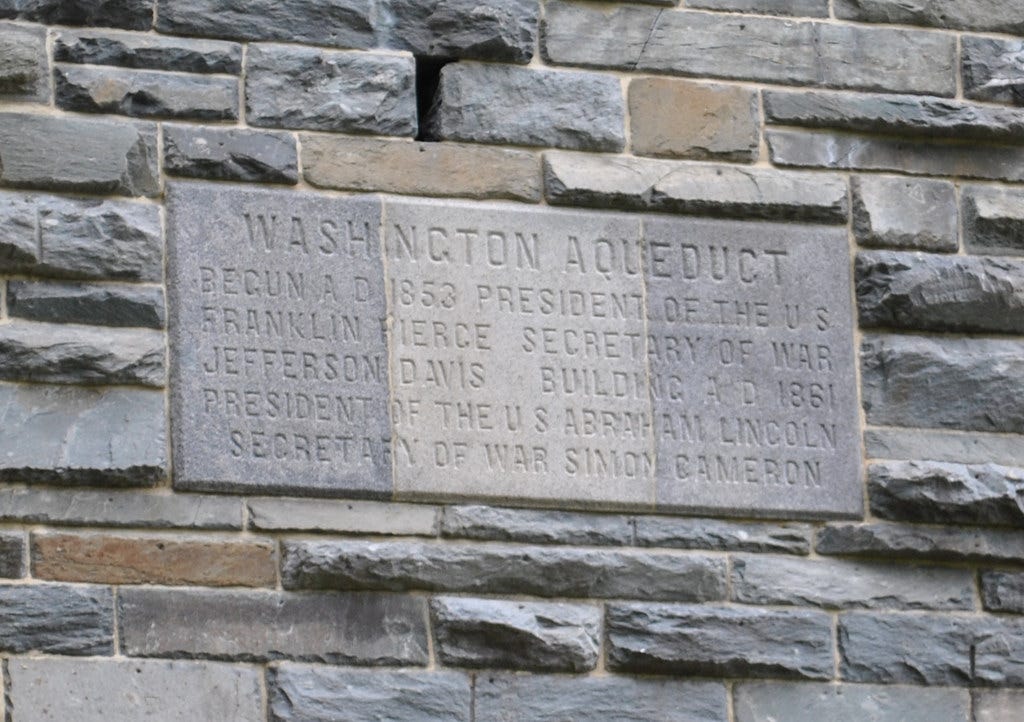 WASHINGTON AQUEDUCT
BEGUN A D 1853 PRESIDENT OF THE U S
FRANKLIN PIERCE SECRETARY OF WAR
JEFFERSON DAVIS BUILDING A D 1861
PRESIDENT OF THE U S ABRAHAM LINCOLN
SECRETARY OF WAR SIMON CAMERON